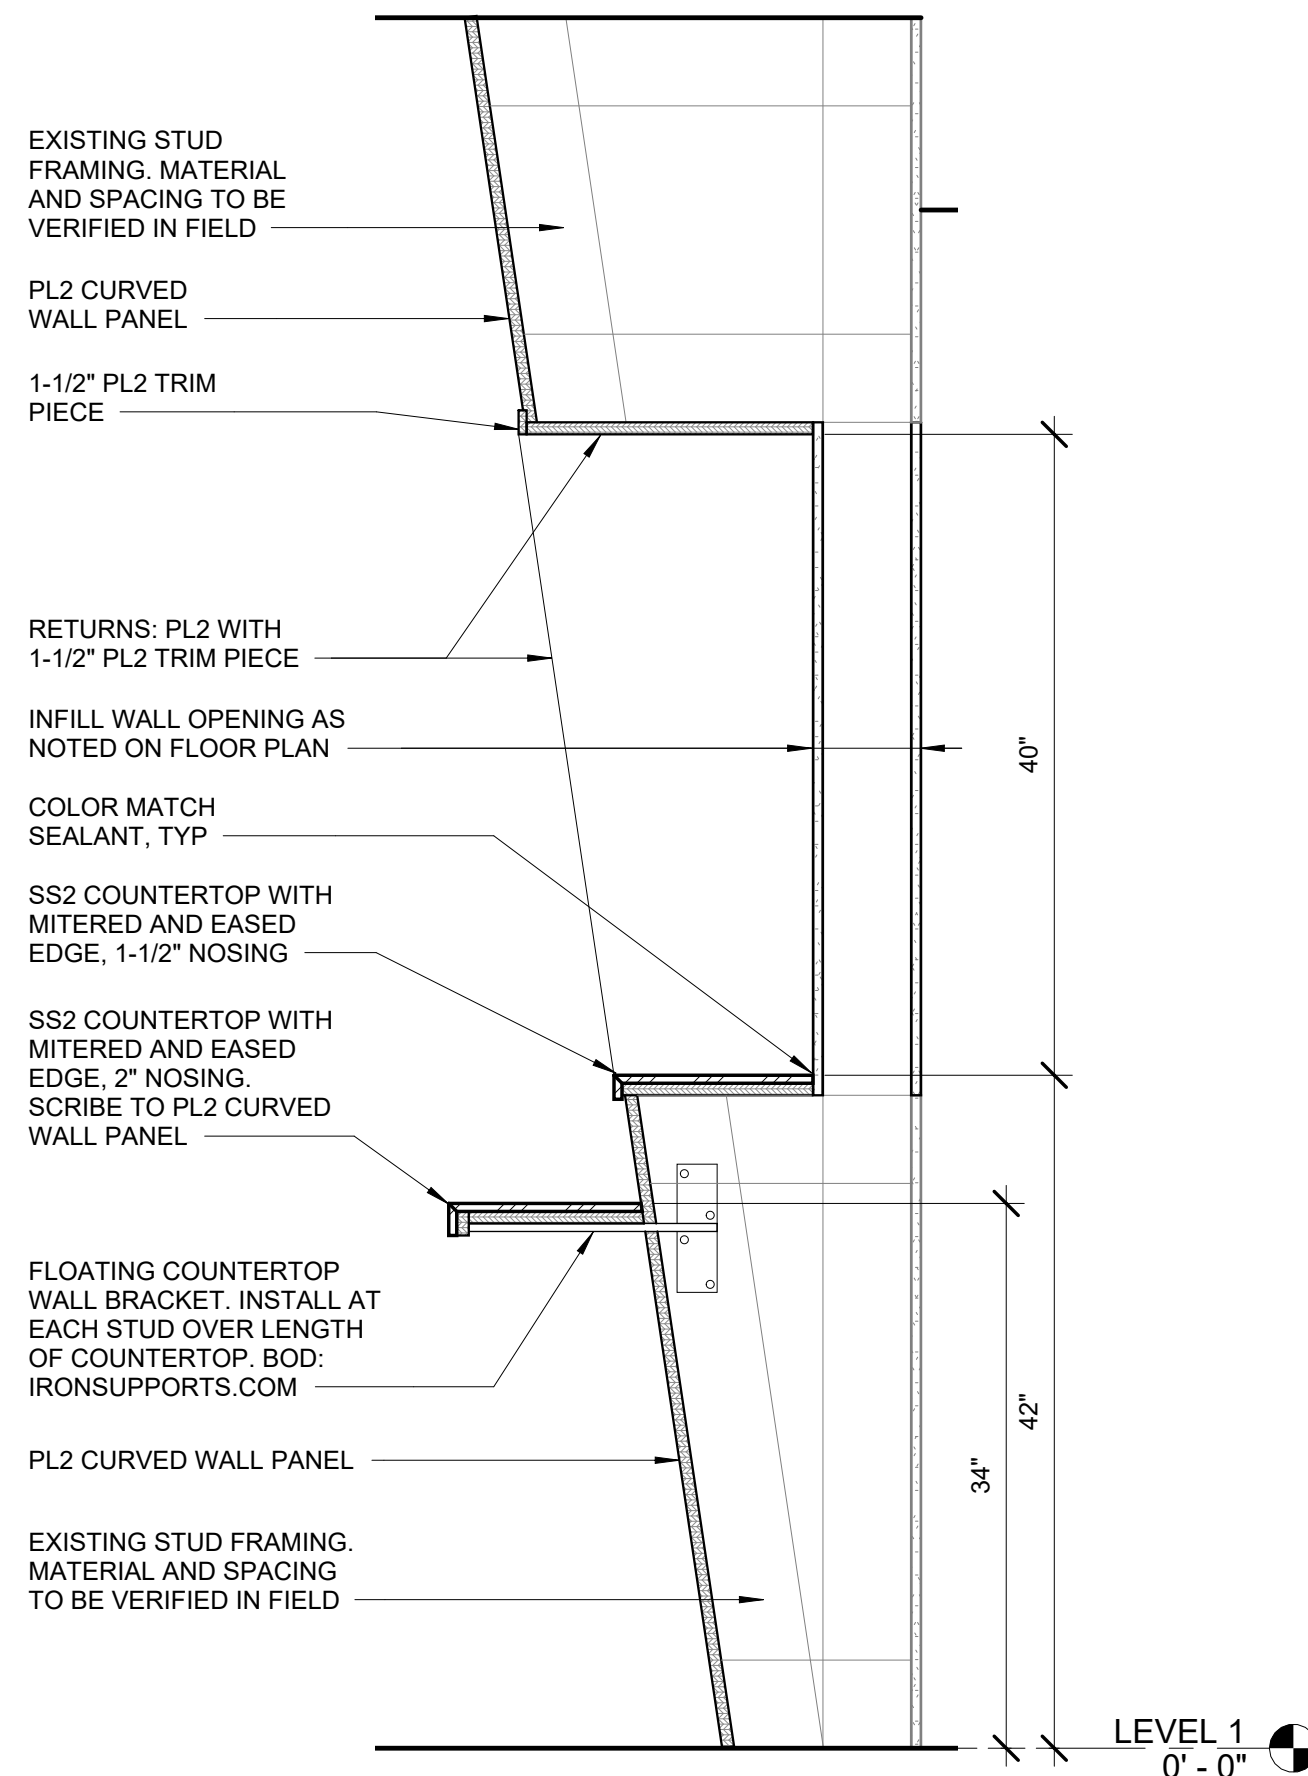 EXISTING STUD
FRAMING. MATERIAL
AND SPACING TO BE
VERIFIED IN FIELD
PL2 CURVED
WALL PANEL
1-1/2" PL2 TRIM
PIECE
RETURNS: PL2 WITH
1-1/2" PL2 TRIM PIECE
INFILL WALL OPENING AS
NOTED ON FLOOR PLAN
COLOR MATCH
SEALANT, TYP
SS2 COUNTERTOP WITH
MITERED AND EASED
EDGE, 1-1/2" NOSING
SS2 COUNTERTOP WITH
MITERED AND EASED
EDGE, 2" NOSING.
SCRIBE TO PL2 CURVED
WALL PANEL
FLOATING COUNTERTOP
WALL BRACKET. INSTALL AT
EACH STUD OVER LENGTH
OF COUNTERTOP. BOD:
IRONSUPPORTS.COM
PL2 CURVED WALL PANEL
EXISTING STUD FRAMING.
MATERIAL AND SPACING
TO BE VERIFIED IN FIELD
40"
42"
34"
LEVEL 1
0' - 0"